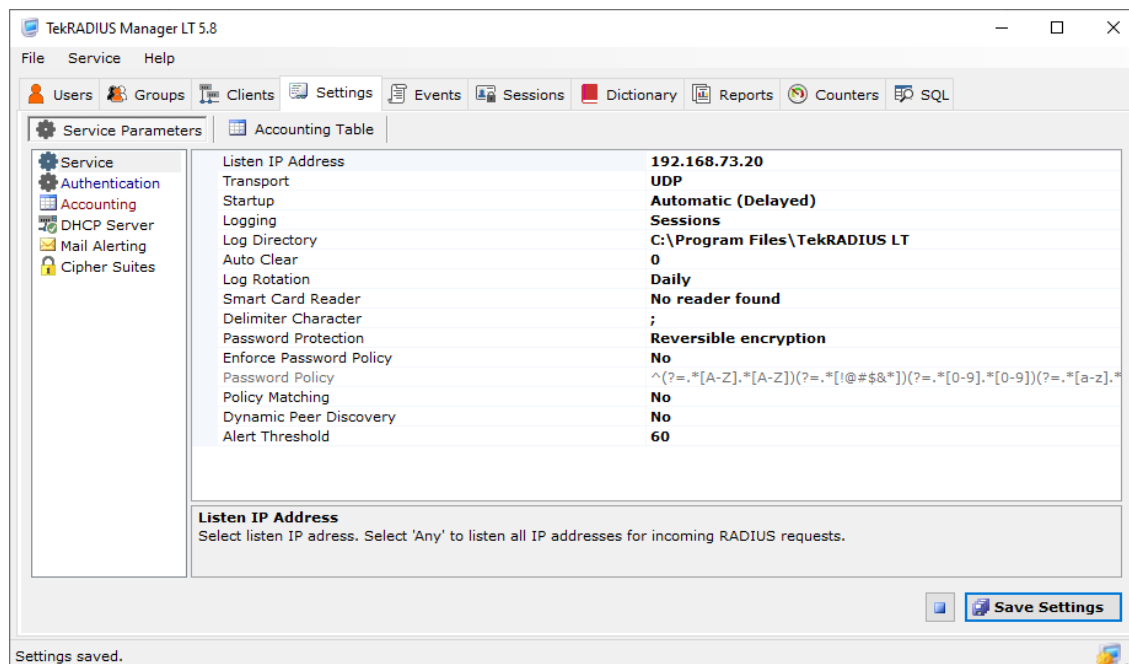 TekRADIUS Manager LT 5.8
File Service Help
Users Groups Clients Settings Events Sessions Dictionary Reports Counters SQL
Service Parameters Accounting Table
Service
Authentication
Accounting
DHCP Server
Mail Alerting
Cipher Suites
Listen IP Address 192.168.73.20
Transport UDP
Startup Automatic (Delayed)
Logging Sessions
Log Directory C:\Program Files\TekRADIUS LT
Auto Clear 0
Log Rotation Daily
Smart Card Reader No reader found
Delimiter Character ;
Password Protection Reversible encryption
Enforce Password Policy No
Password Policy ^(?=.*[A-Z].*[A-Z])(?=.*[!@#$&*])(?=.*[0-9].*[0-9])(?=.*[a-z].*
Policy Matching No
Dynamic Peer Discovery No
Alert Threshold 60
Listen IP Address
Select listen IP adress. Select 'Any' to listen all IP addresses for incoming RADIUS requests.
Save Settings
Settings saved.